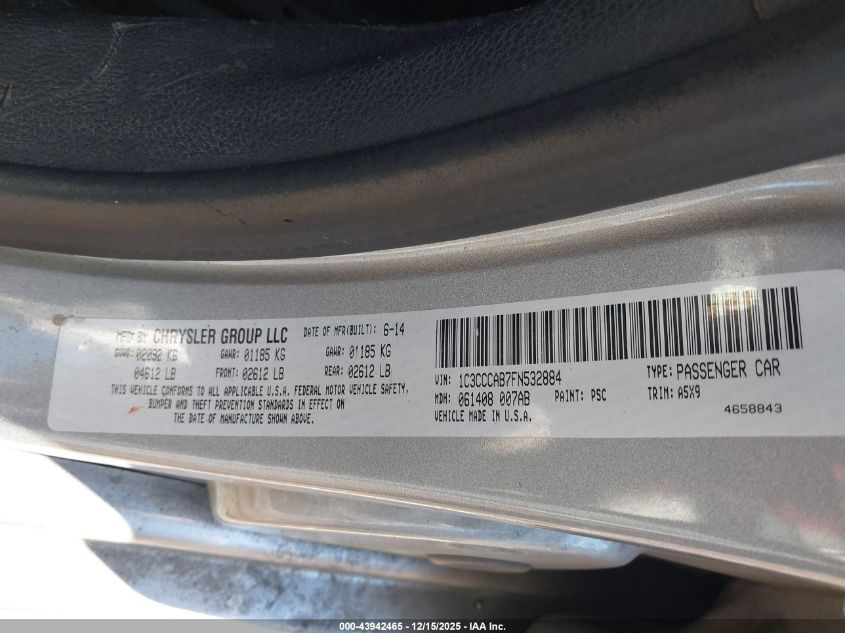 MFD BY CHRYSLER GROUP LLC DATE OF MFR(BUILT): 6-14
GVWR: 02092 KG GAWR: 01185 KG GAWR: 0'185 KG
04612 LB FRONT: 02612 LB REAR: 02612 LB
THIS VEHICLE CONFORMS TO ALL APPLICABLE U.S.A. FEDERAL MOTOR VEHICLE SAFETY,
BUMPER AND THEFT PREVENTION STANDARDS IN EFFECT ON
THE DATE OF MANUFACTURE SHOWN ABOVE.
VIN: 1C3CCCAB7FN532884 TYPE: PASSENGER CAR
MDH: 061408 007AB PAINT: PSC TRIM: A5X9
VEHICLE MADE IN U.S.A. 4658843
000-43942465 - 12/15/2025 - IAA Inc.